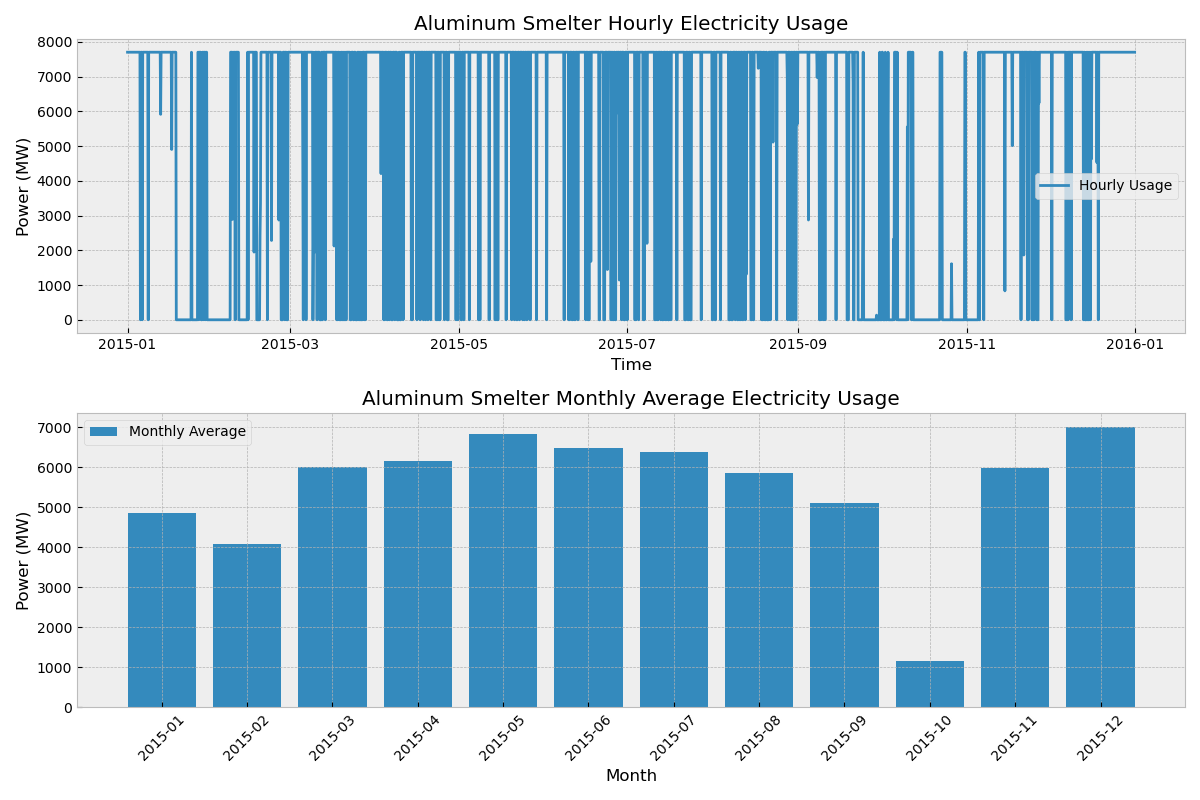 Aluminum Smelter Hourly Electricity Usage
Power (MW)
8000
7000
6000
5000
4000
3000
2000
1000
0
Hourly Usage
2015-01 2015-03 2015-05 2015-07 2015-09 2015-11 2016-01
Time
Aluminum Smelter Monthly Average Electricity Usage
Power (MW)
7000
6000
5000
4000
3000
2000
1000
0
Monthly Average
2015-01 2015-02 2015-03 2015-04 2015-05 2015-06 2015-07 2015-08 2015-09 2015-10 2015-11 2015-12
Month